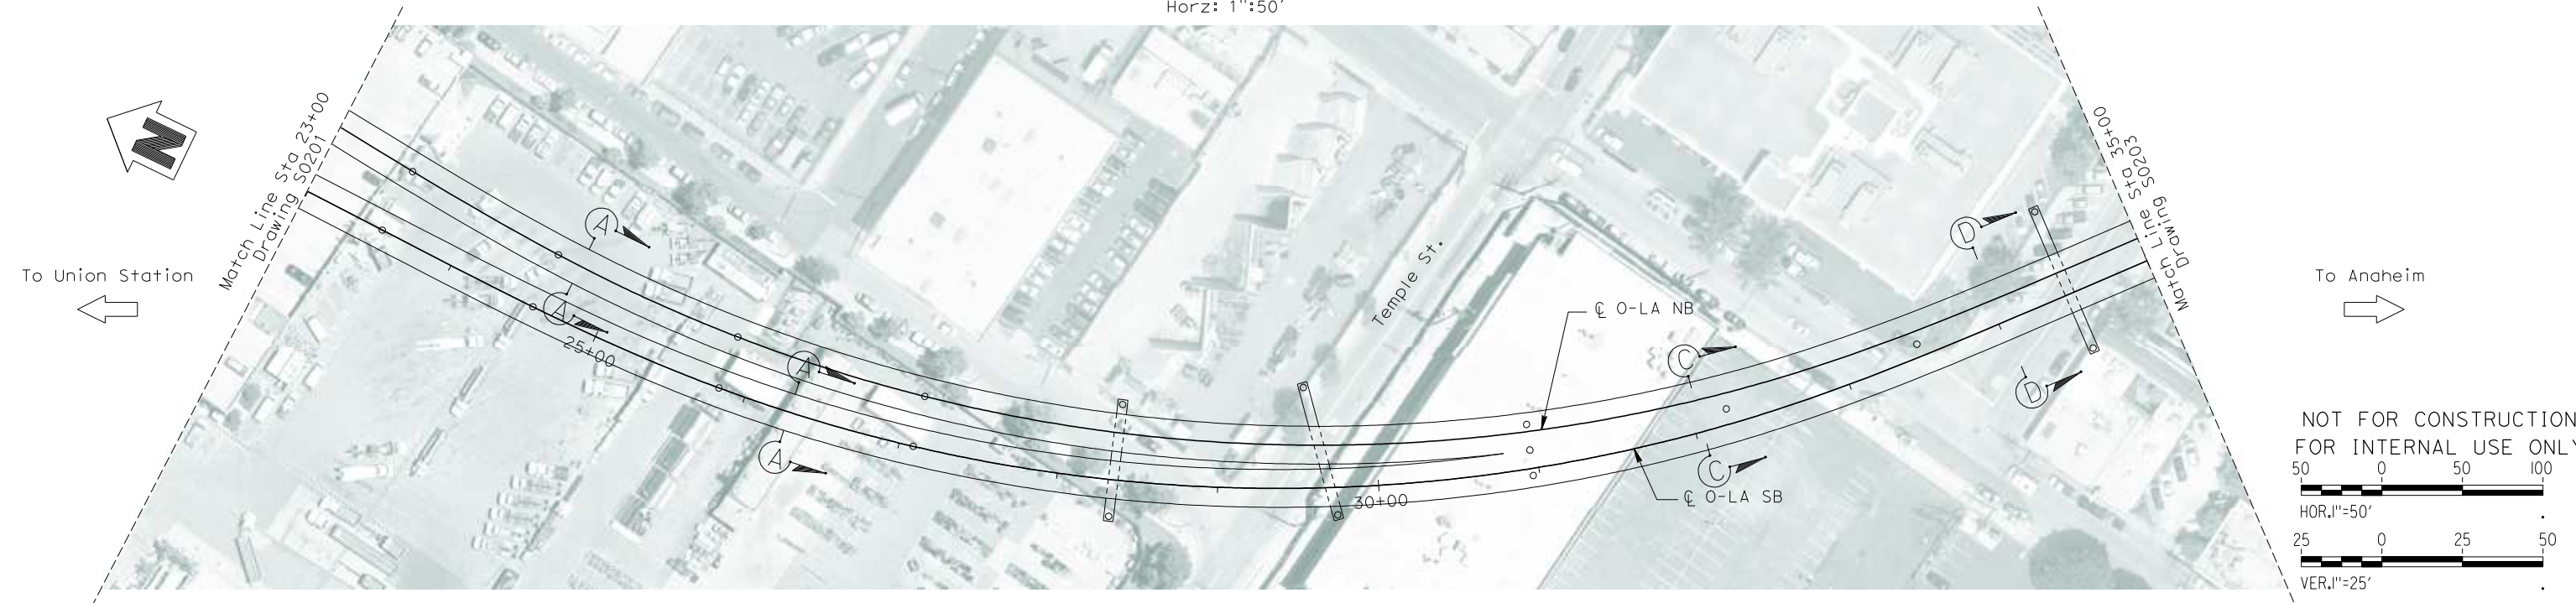 Horz: 1":50'
N
Match Line Sta 23+00
Drawing S0201
To Union Station
A
A
25+00
A
A
Temple St.
℄ O-LA NB
C
C
30+00
℄ O-LA SB
D
D
Match Line Sta 35+00
Drawing S0203
To Anaheim
NOT FOR CONSTRUCTION
FOR INTERNAL USE ONLY
50 0 50 100
HOR.1"=50'
25 0 25 50
VER.1"=25'